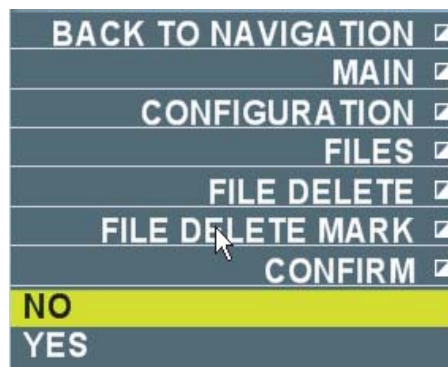 BACK TO NAVIGATION
MAIN
CONFIGURATION
FILES
FILE DELETE
FILE DELETE MARK
CONFIRM
NO
YES